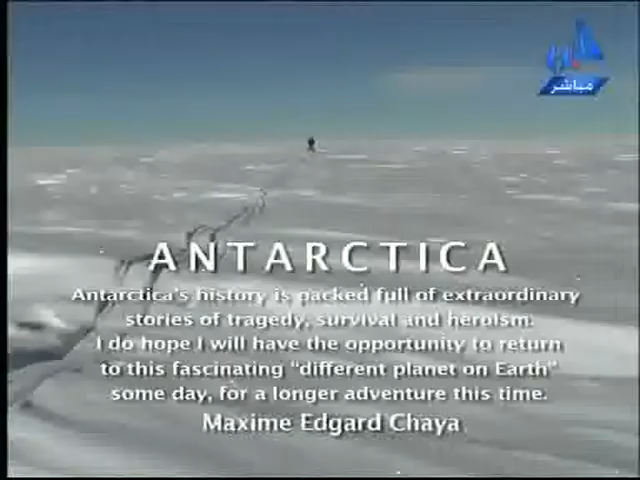 مباشر
ANTARCTICA
Antarctica's history is packed full of extraordinary
stories of tragedy, survival and heroism.
I do hope I will have the opportunity to return
to this fascinating "different planet on Earth"
some day, for a longer adventure this time.
Maxime Edgard Chaya